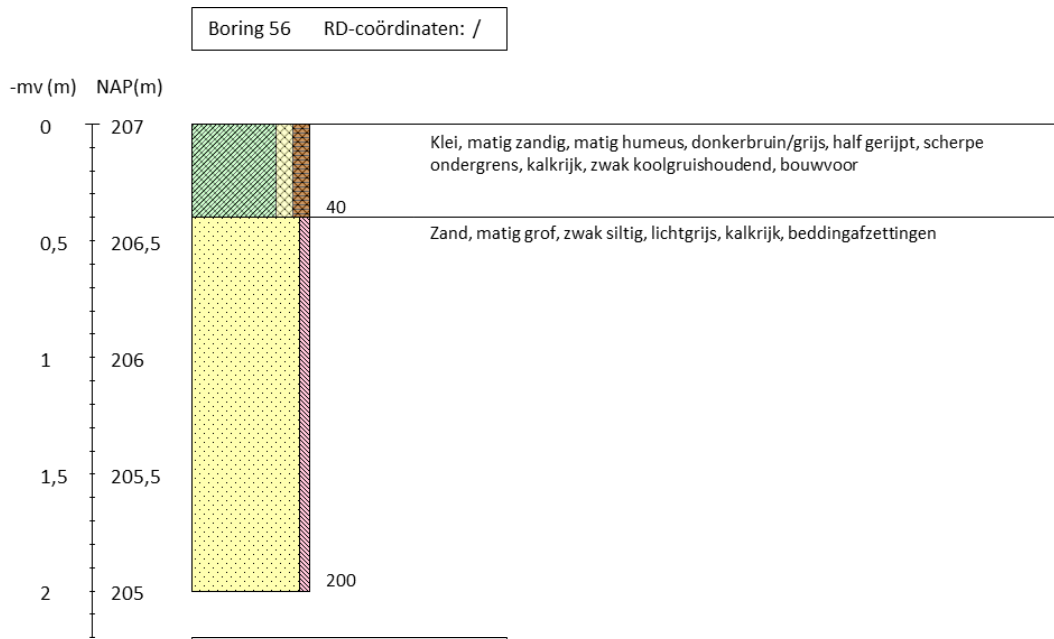 Boring 56 RD-coördinaten: /
-mv (m) NAP(m)
0 207
Klei, matig zandig, matig humeus, donkerbruin/grijs, half gerijpt, scherpe
ondergrens, kalkrijk, zwak koolgruishoudend, bouwvoor
40
0,5 206,5
Zand, matig grof, zwak siltig, lichtgrijs, kalkrijk, beddingafzettingen
1 206
1,5 205,5
200
2 205